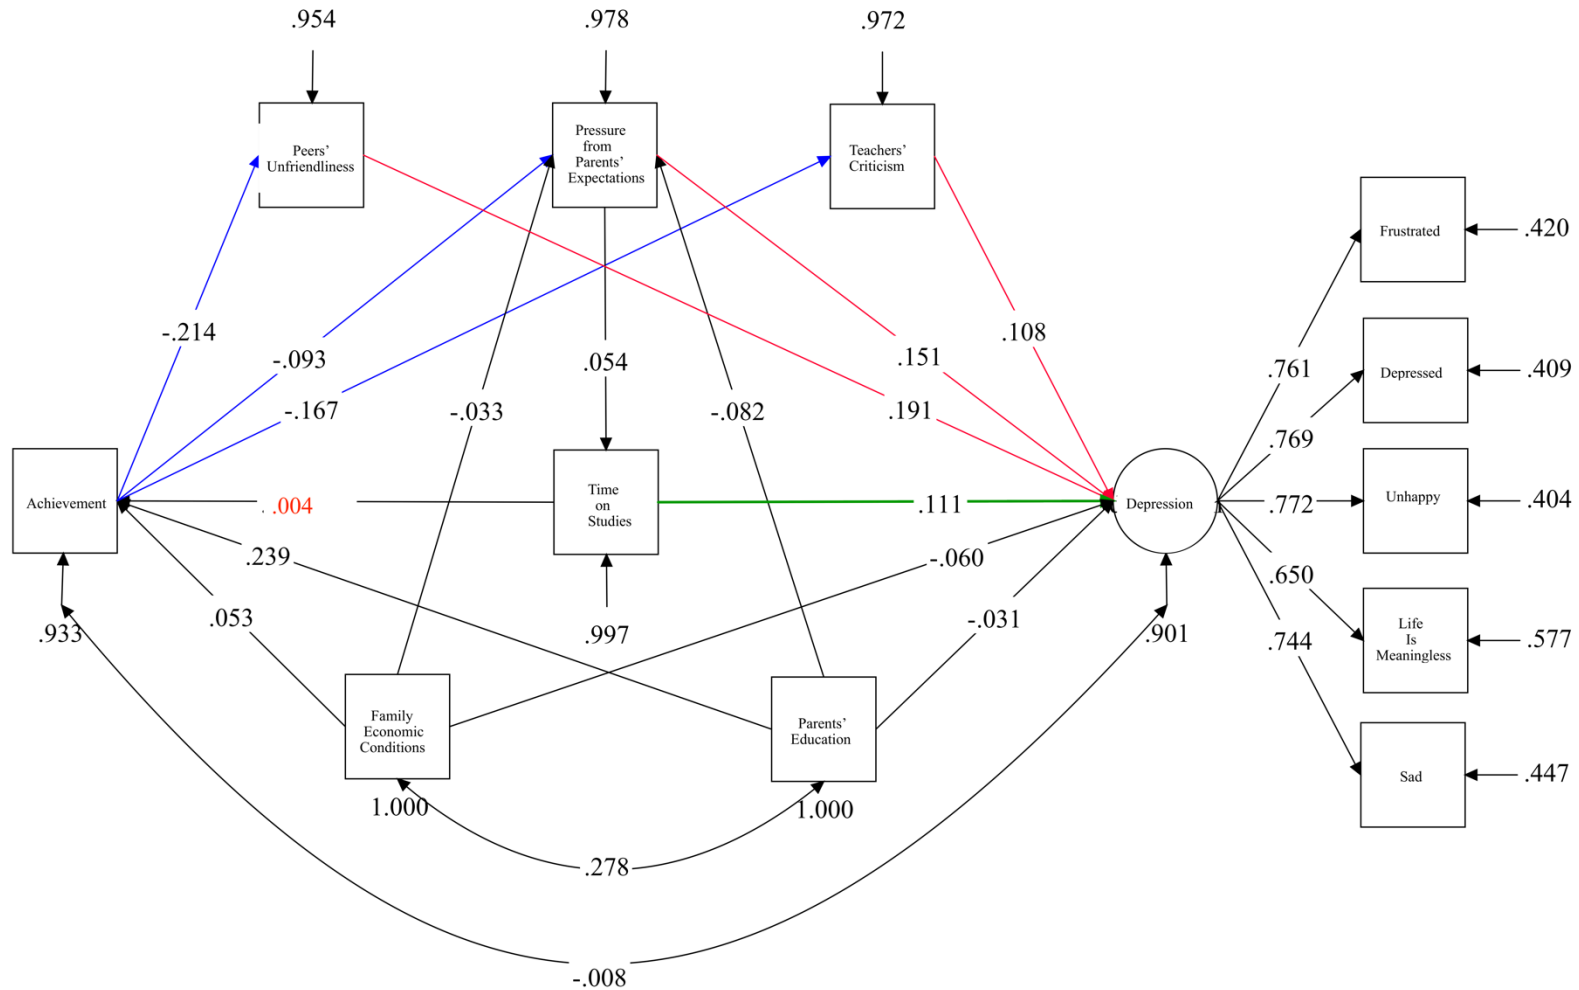 .954
.978
.972
Peers’
Unfriendliness
Pressure
from
Parents’
Expectations
Teachers’
Criticism
Frustrated
.420
-.214
-.093
-.167
.054
-.033
-.082
.151
.191
.108
.761
Depressed
.409
.769
Achievement
.004
Time
on
Studies
.111
Depression
1
.772
Unhappy
.404
.239
-.060
.053
-.031
.650
.933
.997
.901
.744
Life
Is
Meaningless
.577
Family
Economic
Conditions
Parents’
Education
Sad
.447
1.000
1.000
.278
-.008